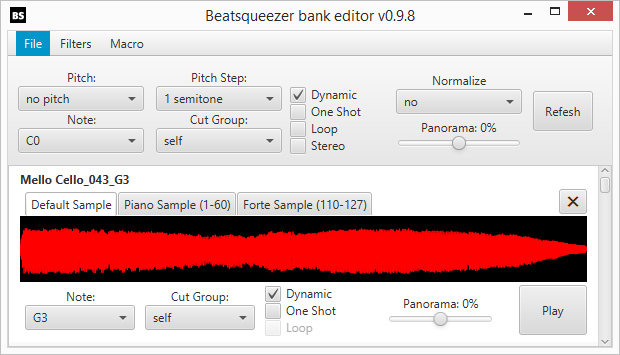 BS Beatsqueezer bank editor v0.9.8
File Filters Macro
Pitch: Pitch Step: Normalize
no pitch 1 semitone Dynamic no Refesh
One Shot
Note: Cut Group: Loop Panorama: 0%
C0 self Stereo
Mello Cello_043_G3
Default Sample Piano Sample (1-60) Forte Sample (110-127)
Note: Cut Group: Dynamic Panorama: 0%
G3 self One Shot Play
Loop